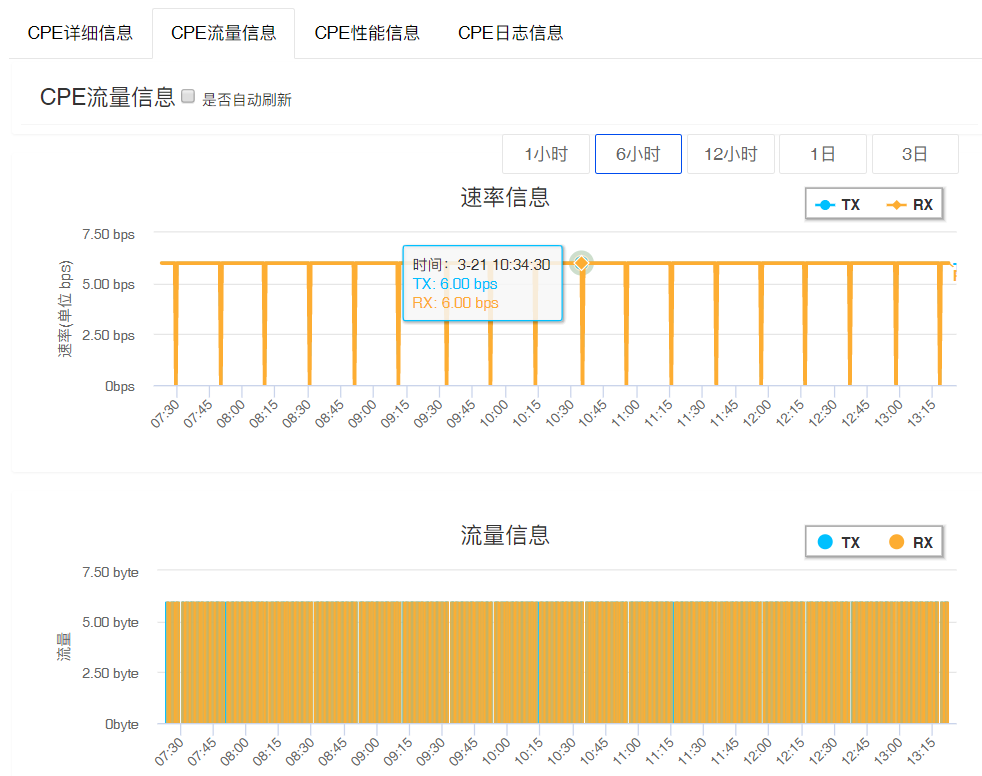 CPE详细信息 CPE流量信息 CPE性能信息 CPE日志信息
CPE流量信息 是否自动刷新
1小时 6小时 12小时 1日 3日
速率信息
TX RX
7.50 bps
5.00 bps
2.50 bps
0bps
速率(单位 bps)
时间：3-21 10:34:30
TX: 6.00 bps
RX: 6.00 bps
07:30 07:45 08:00 08:15 08:30 08:45 09:00 09:15 09:30 09:45 10:00 10:15 10:30 10:45 11:00 11:15 11:30 11:45 12:00 12:15 12:30 12:45 13:00 13:15
流量信息
TX RX
7.50 byte
5.00 byte
2.50 byte
0byte
流量
07:30 07:45 08:00 08:15 08:30 08:45 09:00 09:15 09:30 09:45 10:00 10:15 10:30 10:45 11:00 11:15 11:30 11:45 12:00 12:15 12:30 12:45 13:00 13:15